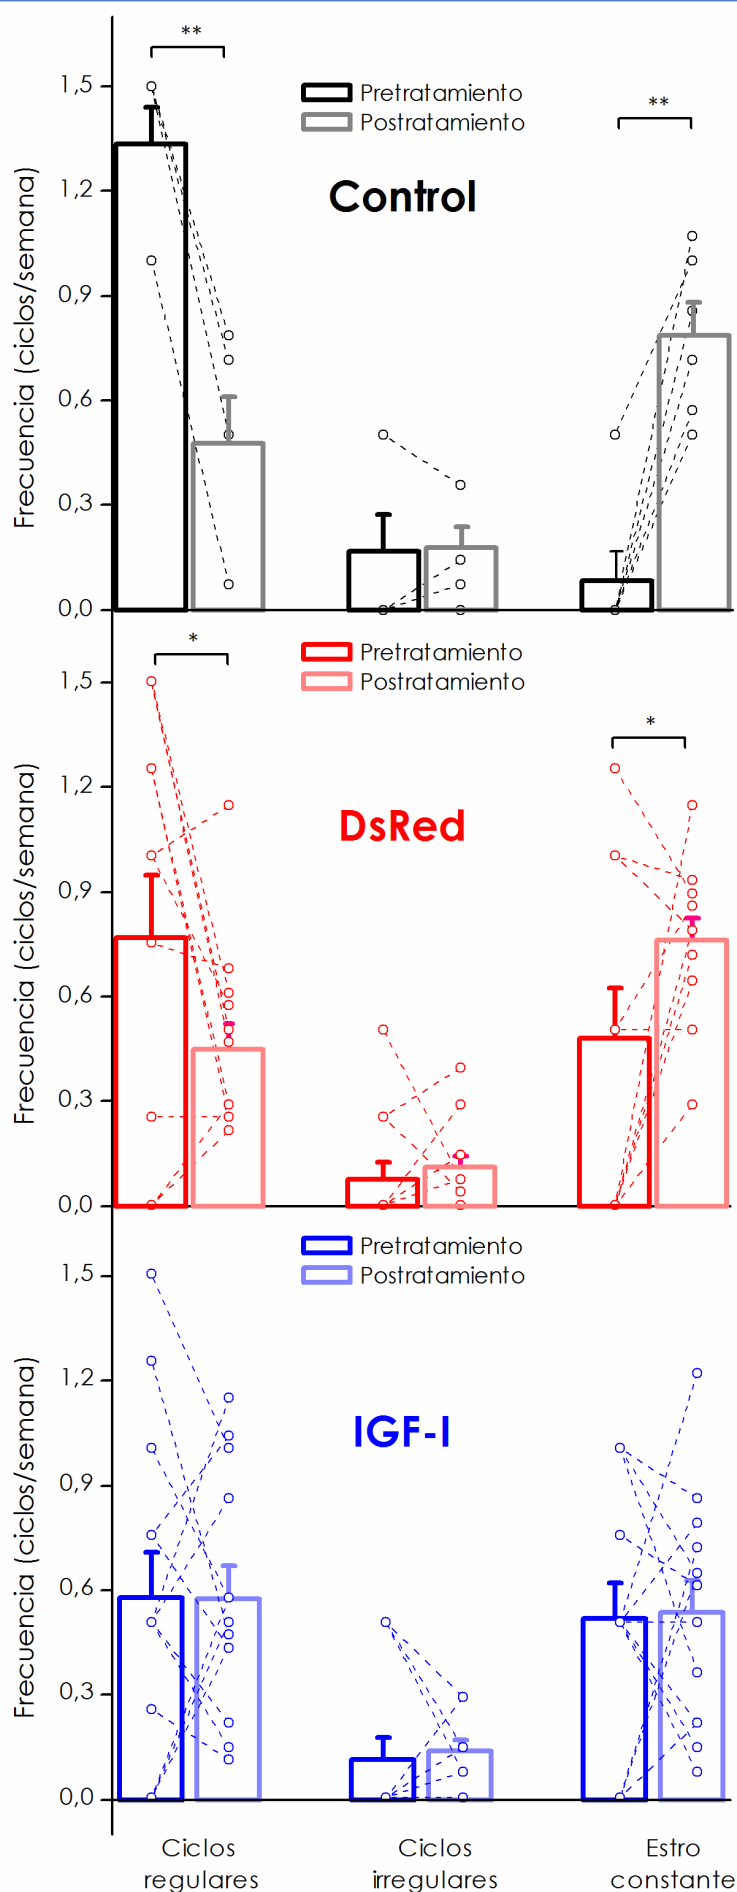 **
1,5
Pretratamiento
Postratamiento
**
1,2
Control
0,9
0,6
0,3
0,0
Frecuencia (ciclos/semana)
*
Pretratamiento
Postratamiento
1,5
*
1,2
DsRed
0,9
0,6
0,3
0,0
Frecuencia (ciclos/semana)
Pretratamiento
Postratamiento
1,5
1,2
IGF-I
0,9
0,6
0,3
0,0
Frecuencia (ciclos/semana)
Ciclos
regulares
Ciclos
irregulares
Estro
constante